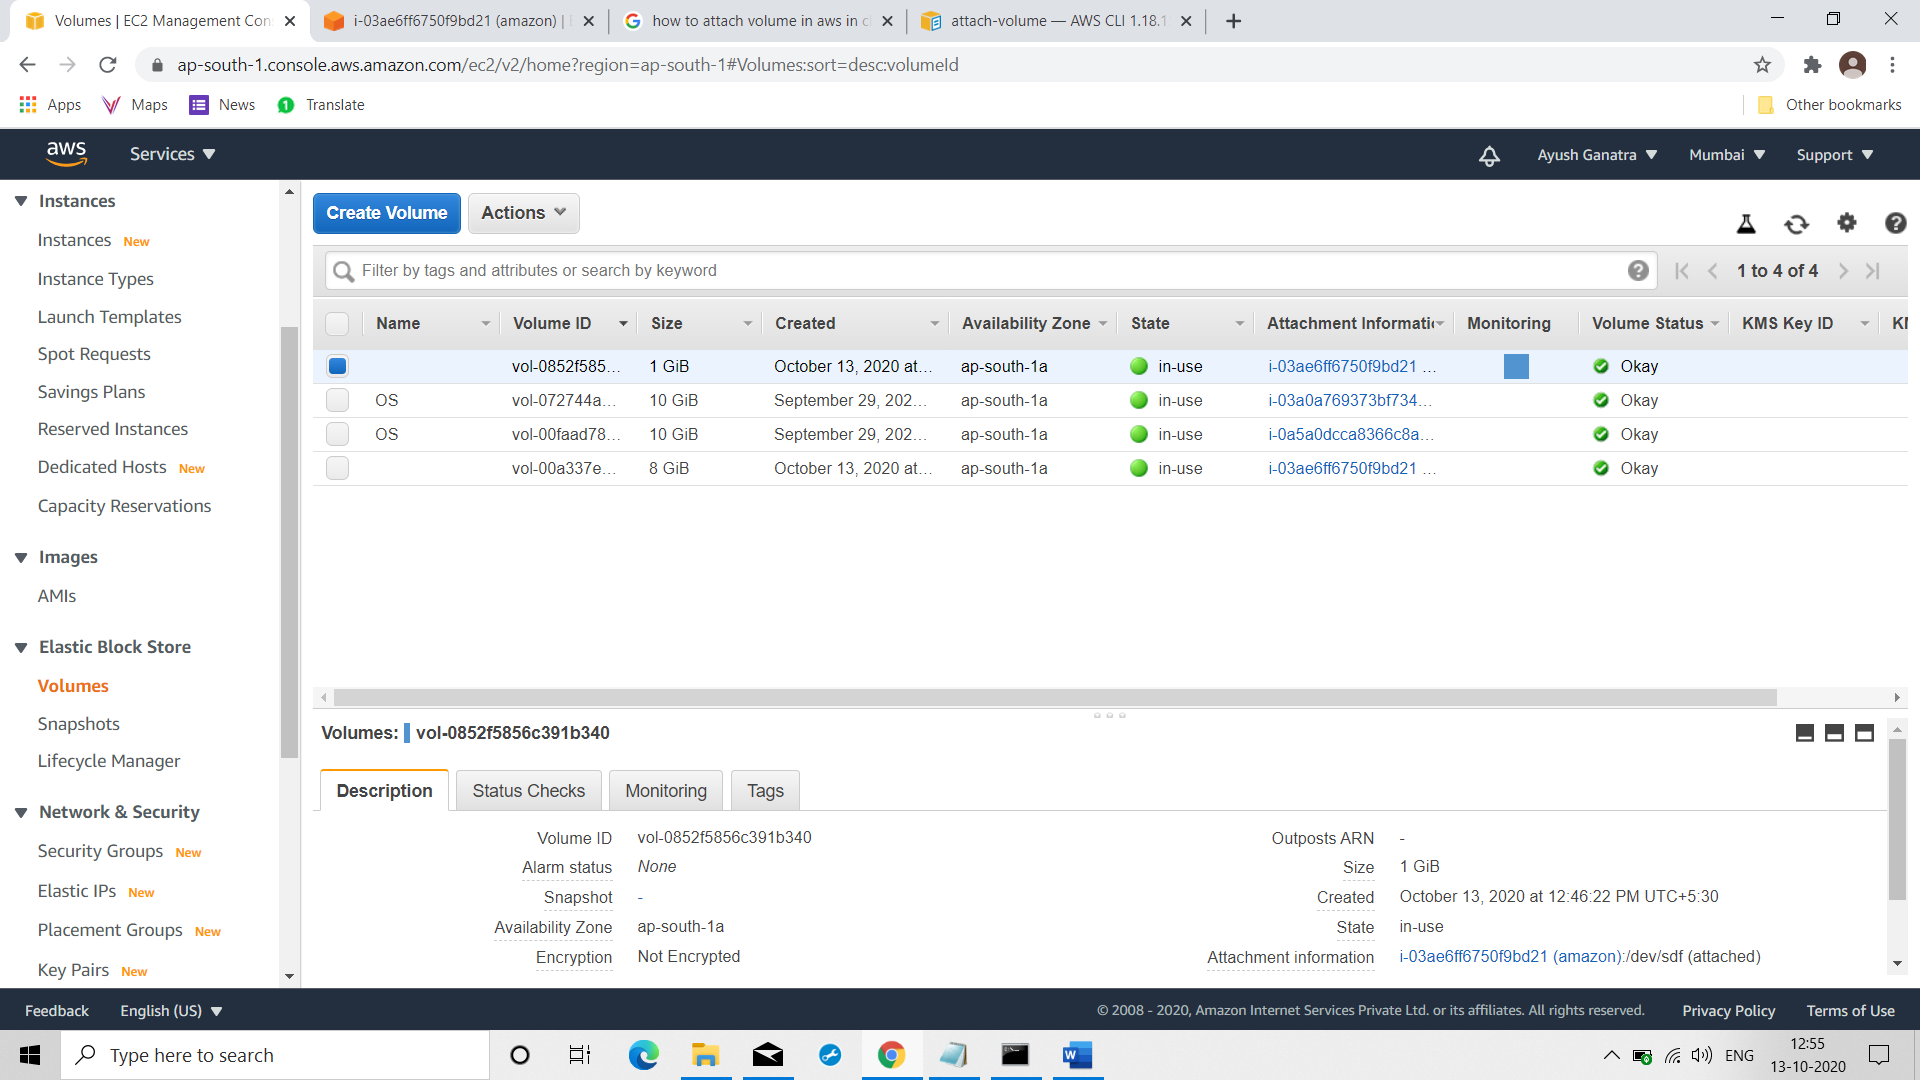 Volumes | EC2 Management Con
i-03ae6ff6750f9bd21 (amazon) |
how to attach volume in aws in c
attach-volume — AWS CLI 1.18.1
ap-south-1.console.aws.amazon.com/ec2/v2/home?region=ap-south-1#Volumes:sort=desc:volumeId
Apps Maps News Translate Other bookmarks
aws Services Ayush Ganatra Mumbai Support
Instances
Instances New
Instance Types
Launch Templates
Spot Requests
Savings Plans
Reserved Instances
Dedicated Hosts New
Capacity Reservations
Images
AMIs
Elastic Block Store
Volumes
Snapshots
Lifecycle Manager
Network & Security
Security Groups New
Elastic IPs New
Placement Groups New
Key Pairs New
Create Volume Actions
Filter by tags and attributes or search by keyword 1 to 4 of 4
Name Volume ID Size Created Availability Zone State Attachment Informati Monitoring Volume Status KMS Key ID KM
vol-0852f585... 1 GiB October 13, 2020 at... ap-south-1a in-use i-03ae6ff6750f9bd21 ... Okay
OS vol-072744a... 10 GiB September 29, 202... ap-south-1a in-use i-03a0a769373bf734... Okay
OS vol-00faad78... 10 GiB September 29, 202... ap-south-1a in-use i-0a5a0dcca8366c8a... Okay
vol-00a337e... 8 GiB October 13, 2020 at... ap-south-1a in-use i-03ae6ff6750f9bd21 ... Okay
Volumes: vol-0852f5856c391b340
Description Status Checks Monitoring Tags
Volume ID vol-0852f5856c391b340 Outposts ARN -
Alarm status None Size 1 GiB
Snapshot - Created October 13, 2020 at 12:46:22 PM UTC+5:30
Availability Zone ap-south-1a State in-use
Encryption Not Encrypted Attachment information i-03ae6ff6750f9bd21 (amazon):/dev/sdf (attached)
Feedback English (US) © 2008 - 2020, Amazon Internet Services Private Ltd. or its affiliates. All rights reserved. Privacy Policy Terms of Use
Type here to search ENG 12:55
13-10-2020